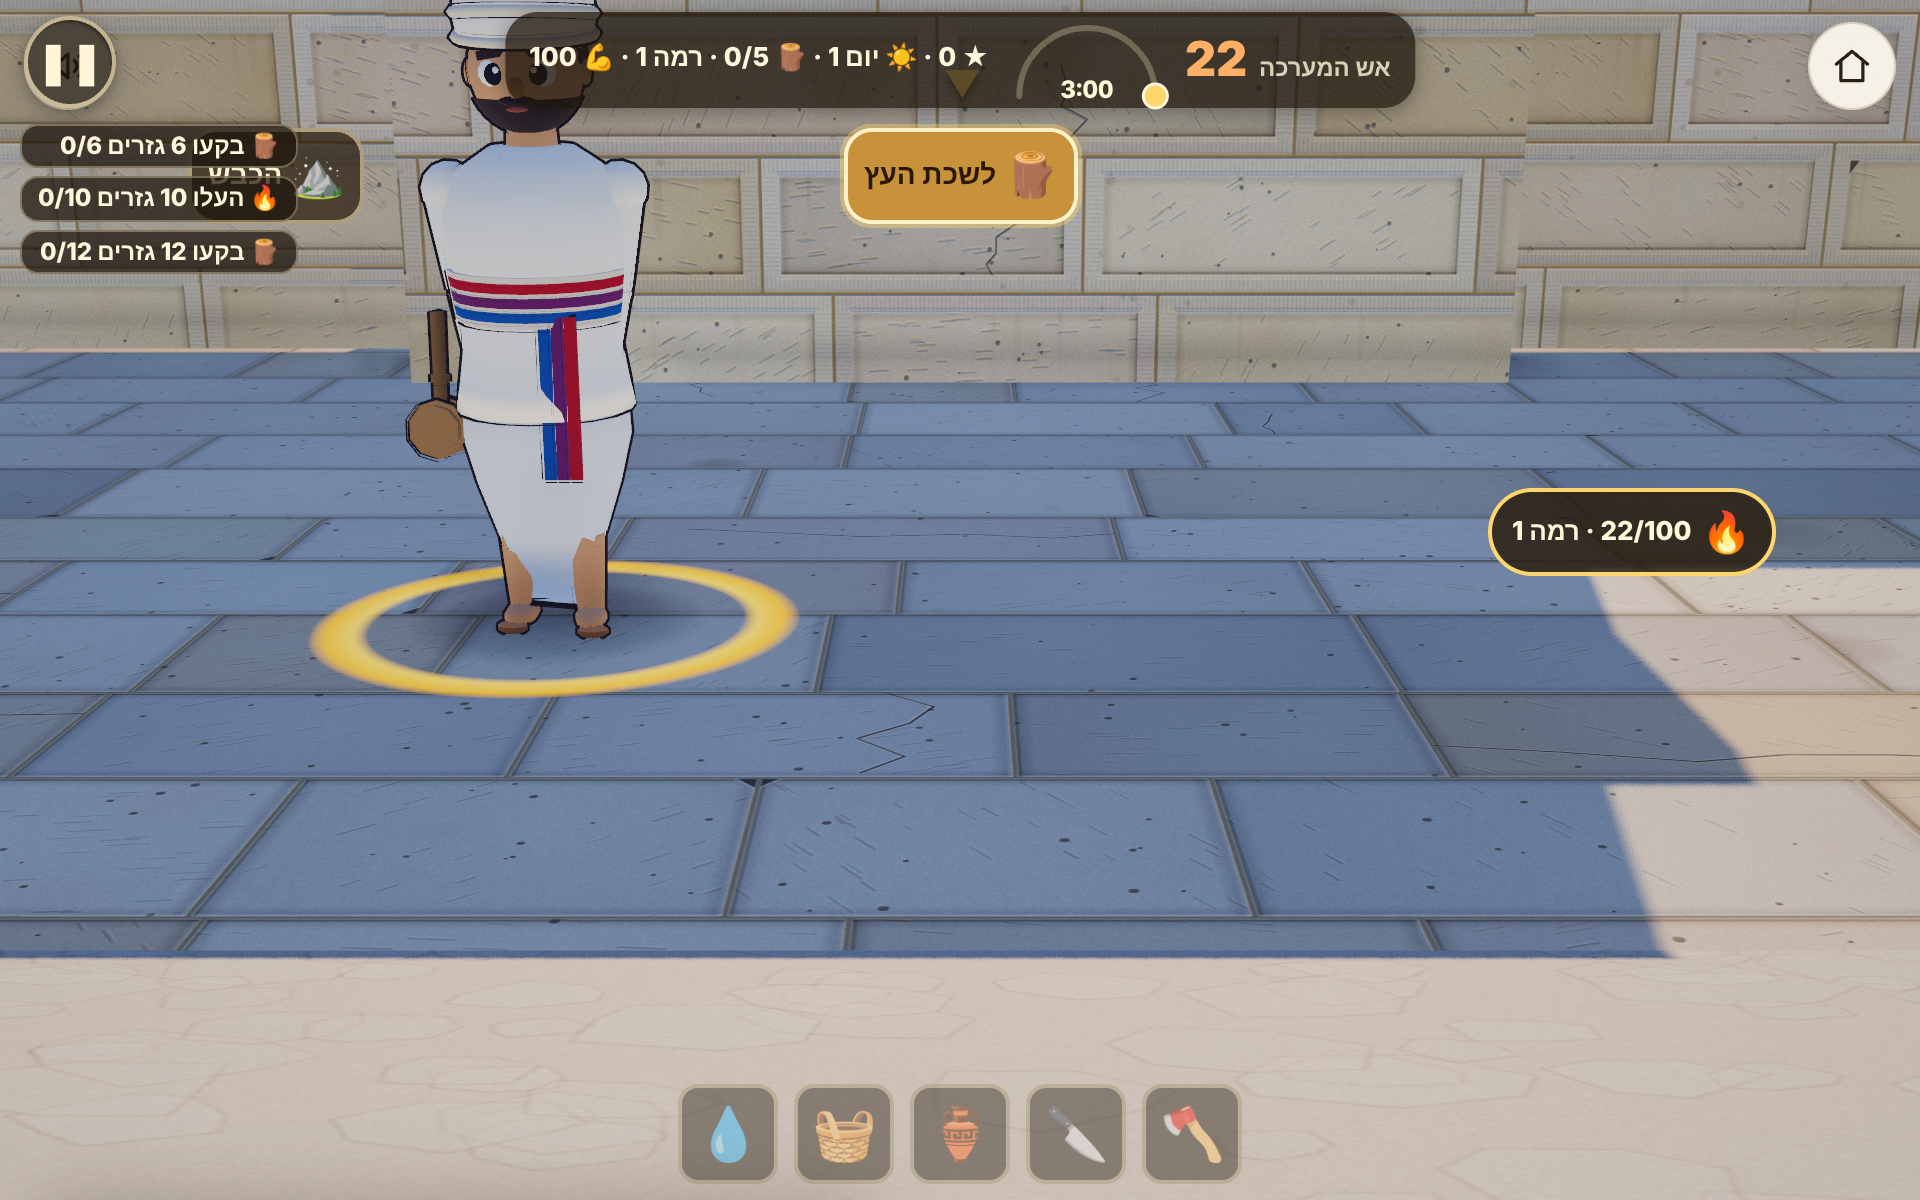 אש המערכה 22
3:00
★ 0 · ☀️ יום 1 · 🪵 0/5 · רמה 1 · 💪 100
🪵 בקעו 6 גזרים 0/6
⛰️ הכבש
🔥 העלו 10 גזרים 0/10
🪵 בקעו 12 גזרים 0/12
🪵 לשכת העץ
🔥 22/100 · רמה 1